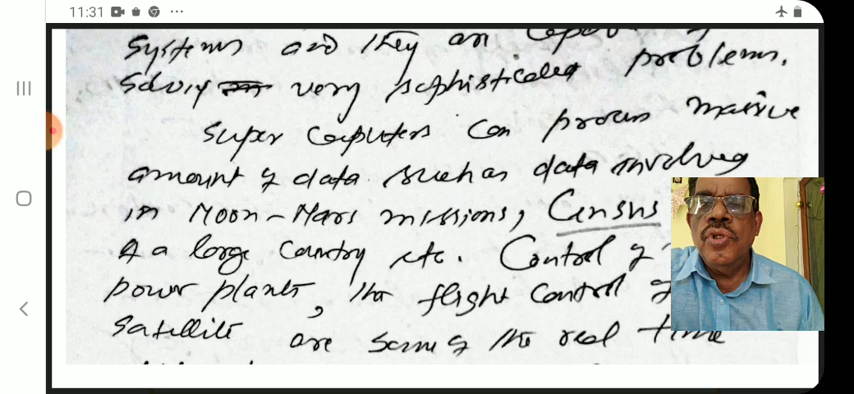 11:31
systems and they are
solving very sophisticated problems.
Super computers can process massive
amount of data such as data involving
in Moon-Mars missions, Census
of a large country etc. Control of
power plants, the flight control of
Satellite are some of the real time